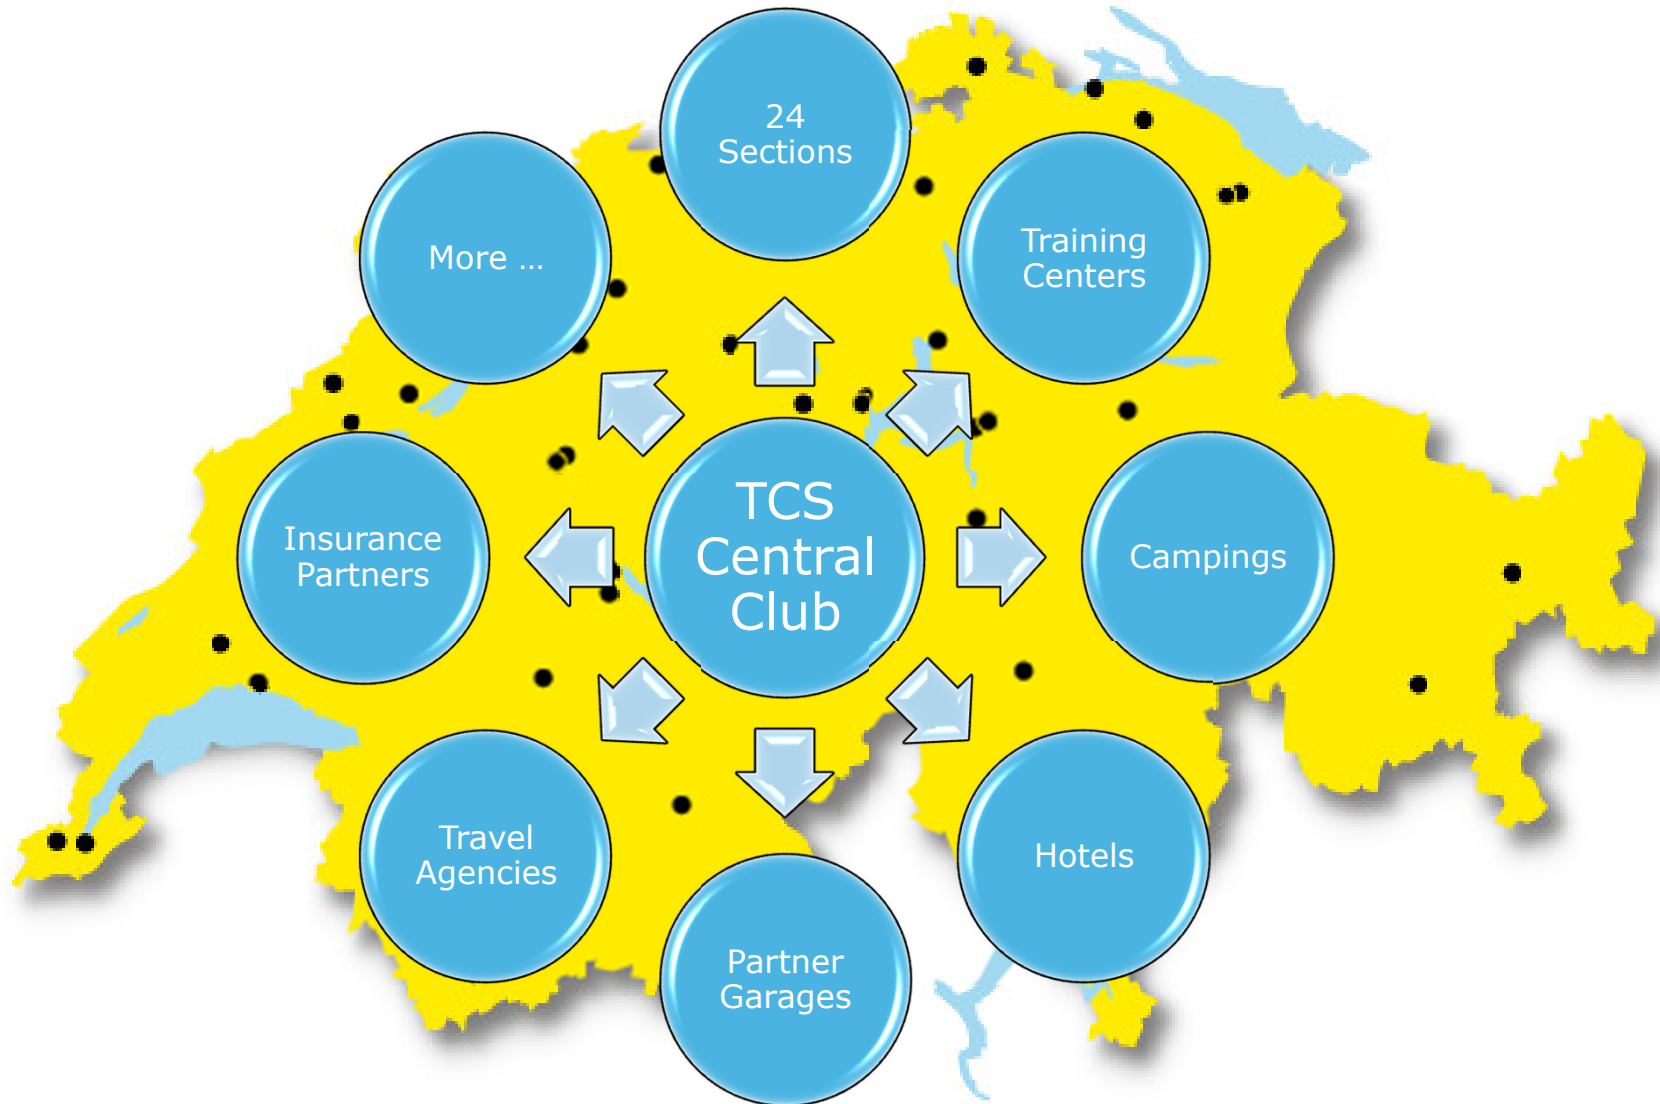 24
Sections
More ...
Training
Centers
TCS
Central
Club
Insurance
Partners
Campings
Travel
Agencies
Hotels
Partner
Garages